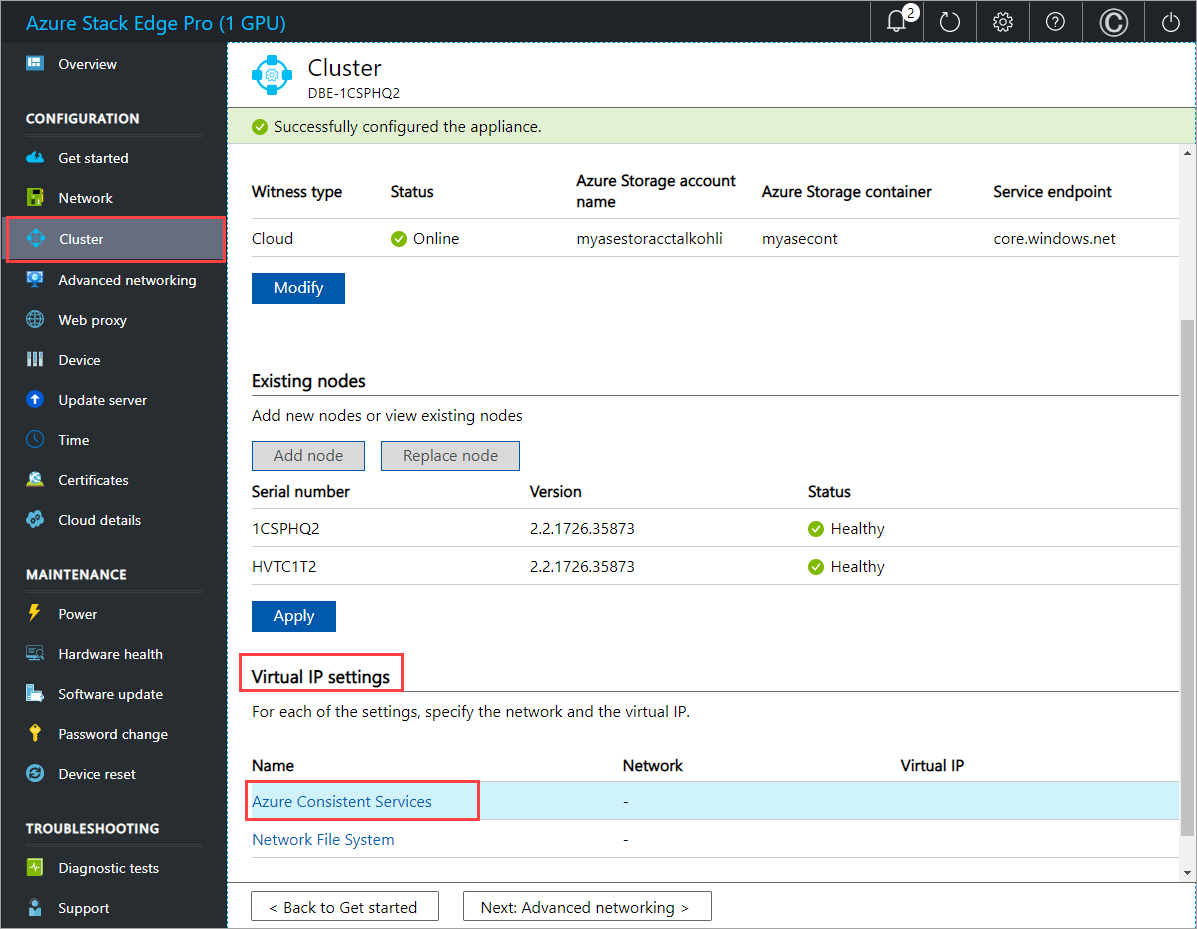 Azure Stack Edge Pro (1 GPU)
2
Overview
CONFIGURATION
Get started
Network
Cluster
Advanced networking
Web proxy
Device
Update server
Time
Certificates
Cloud details
MAINTENANCE
Power
Hardware health
Software update
Password change
Device reset
TROUBLESHOOTING
Diagnostic tests
Support
Cluster
DBE-1CSPHQ2
Successfully configured the appliance.
Witness type Status Azure Storage account name Azure Storage container Service endpoint
Cloud Online myasestoracctalkohli myasecont core.windows.net
Modify
Existing nodes
Add new nodes or view existing nodes
Add node Replace node
Serial number Version Status
1CSPHQ2 2.2.1726.35873 Healthy
HVTC1T2 2.2.1726.35873 Healthy
Apply
Virtual IP settings
For each of the settings, specify the network and the virtual IP.
Name Network Virtual IP
Azure Consistent Services -
Network File System -
< Back to Get started Next: Advanced networking >